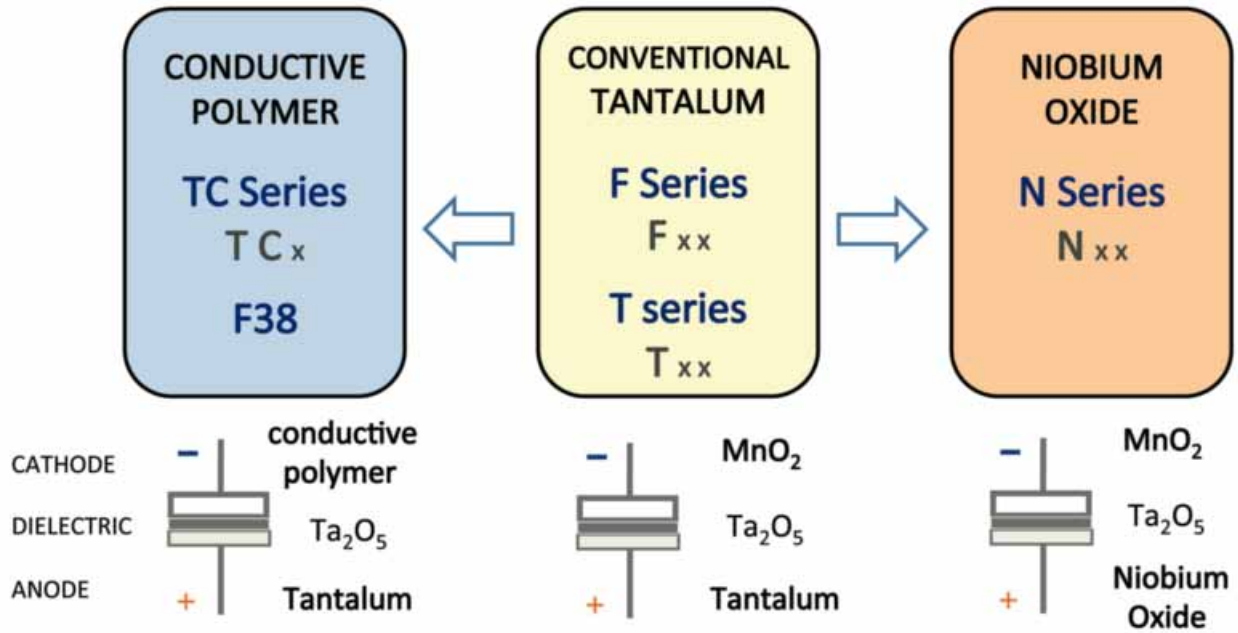 CONDUCTIVE
POLYMER
TC Series
T C x
F38
CONVENTIONAL
TANTALUM
F Series
F x x
T series
T x x
NIOBIUM
OXIDE
N Series
N x x
CATHODE
DIELECTRIC
ANODE
–
conductive
polymer
Ta₂O₅
+
Tantalum
–
MnO₂
Ta₂O₅
+
Tantalum
–
MnO₂
Ta₂O₅
+
Niobium
Oxide